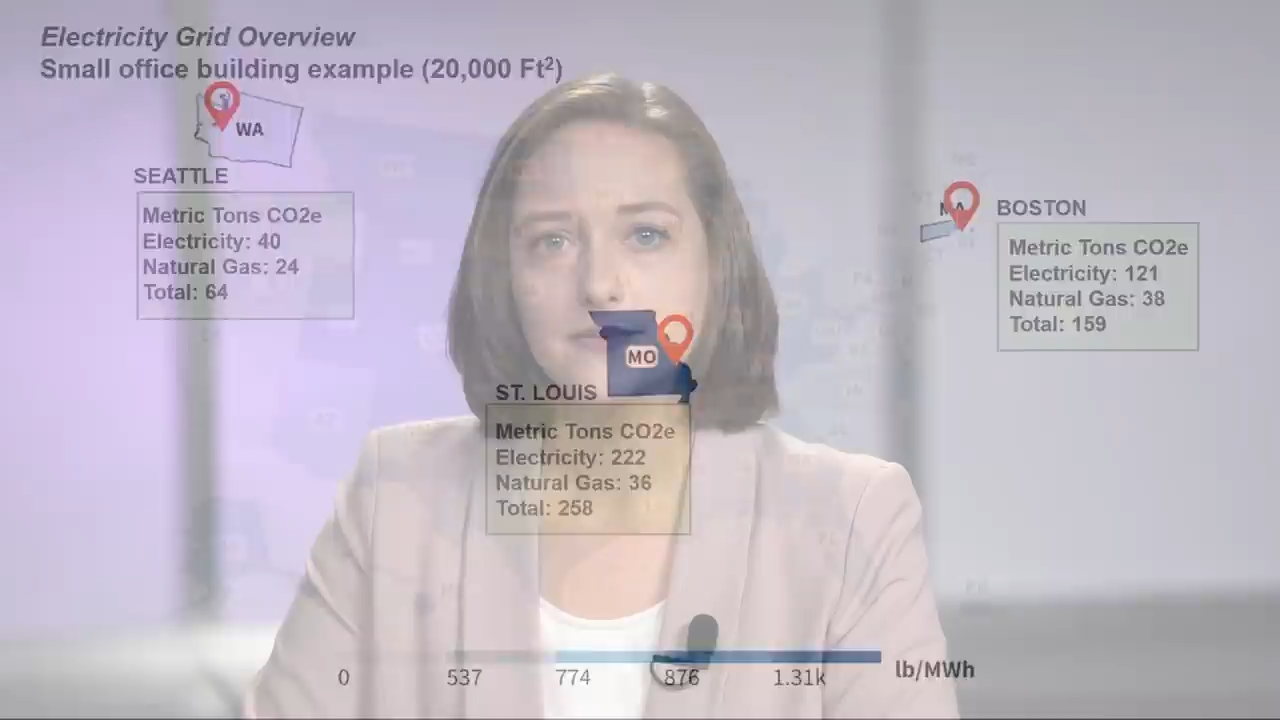 Electricity Grid Overview
Small office building example (20,000 Ft²)
WA
SEATTLE
Metric Tons CO2e
Electricity: 40
Natural Gas: 24
Total: 64
MA
BOSTON
Metric Tons CO2e
Electricity: 121
Natural Gas: 38
Total: 159
MO
ST. LOUIS
Metric Tons CO2e
Electricity: 222
Natural Gas: 36
Total: 258
0 537 774 876 1.31k lb/MWh